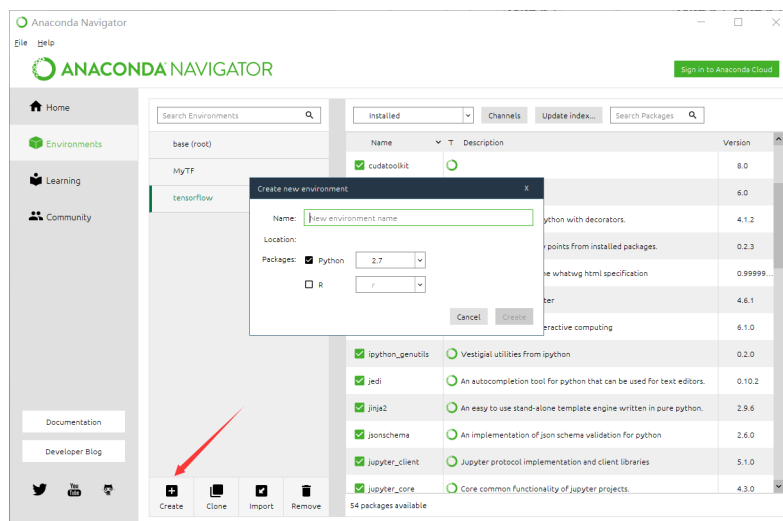 Anaconda Navigator
File Help
ANACONDA NAVIGATOR
Sign in to Anaconda Cloud
Home
Environments
Learning
Community
Documentation
Developer Blog
You Tube
Search Environments
base (root)
MyTF
tensorflow
Create Clone Import Remove
Installed Channels Update index... Search Packages
Name T Description Version
cudatoolkit 8.0
6.0
ython with decorators. 4.1.2
points from installed packages. 0.2.3
he whatwg html specification 0.99999...
ter 4.6.1
eractive computing 6.1.0
ipython_genutils Vestigial utilities from ipython 0.2.0
jedi An autocompletion tool for python that can be used for text editors. 0.10.2
jinja2 An easy to use stand-alone template engine written in pure python. 2.9.6
jsonschema An implementation of json schema validation for python 2.6.0
jupyter_client Jupyter protocol implementation and client libraries 5.1.0
jupyter_core Core common functionality of jupyter projects. 4.3.0
54 packages available
Create new environment X
Name: New environment name
Location:
Packages: Python 2.7
R r
Cancel Create